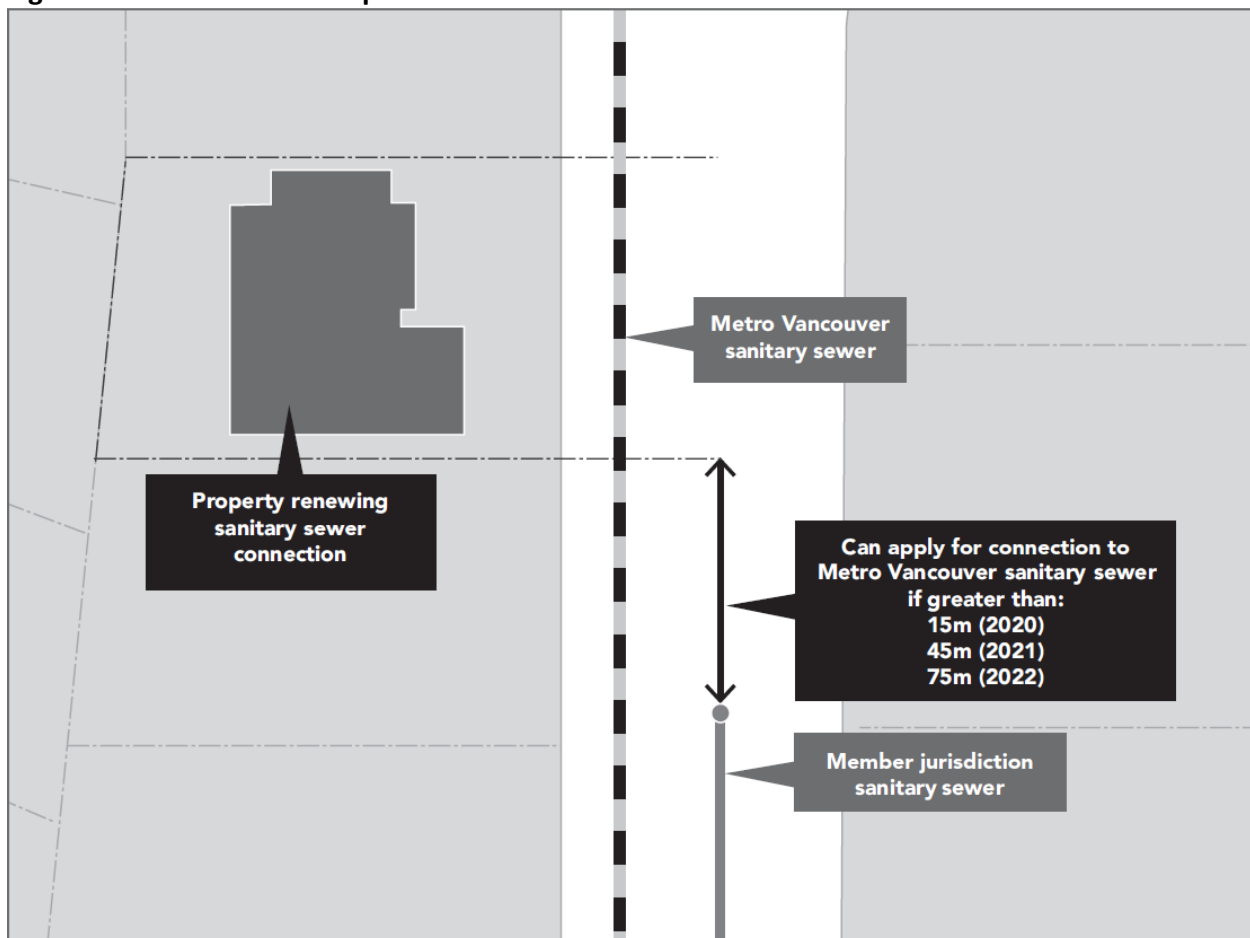 Metro Vancouver
sanitary sewer
Property renewing
sanitary sewer
connection
Can apply for connection to
Metro Vancouver sanitary sewer
if greater than:
15m (2020)
45m (2021)
75m (2022)
Member jurisdiction
sanitary sewer